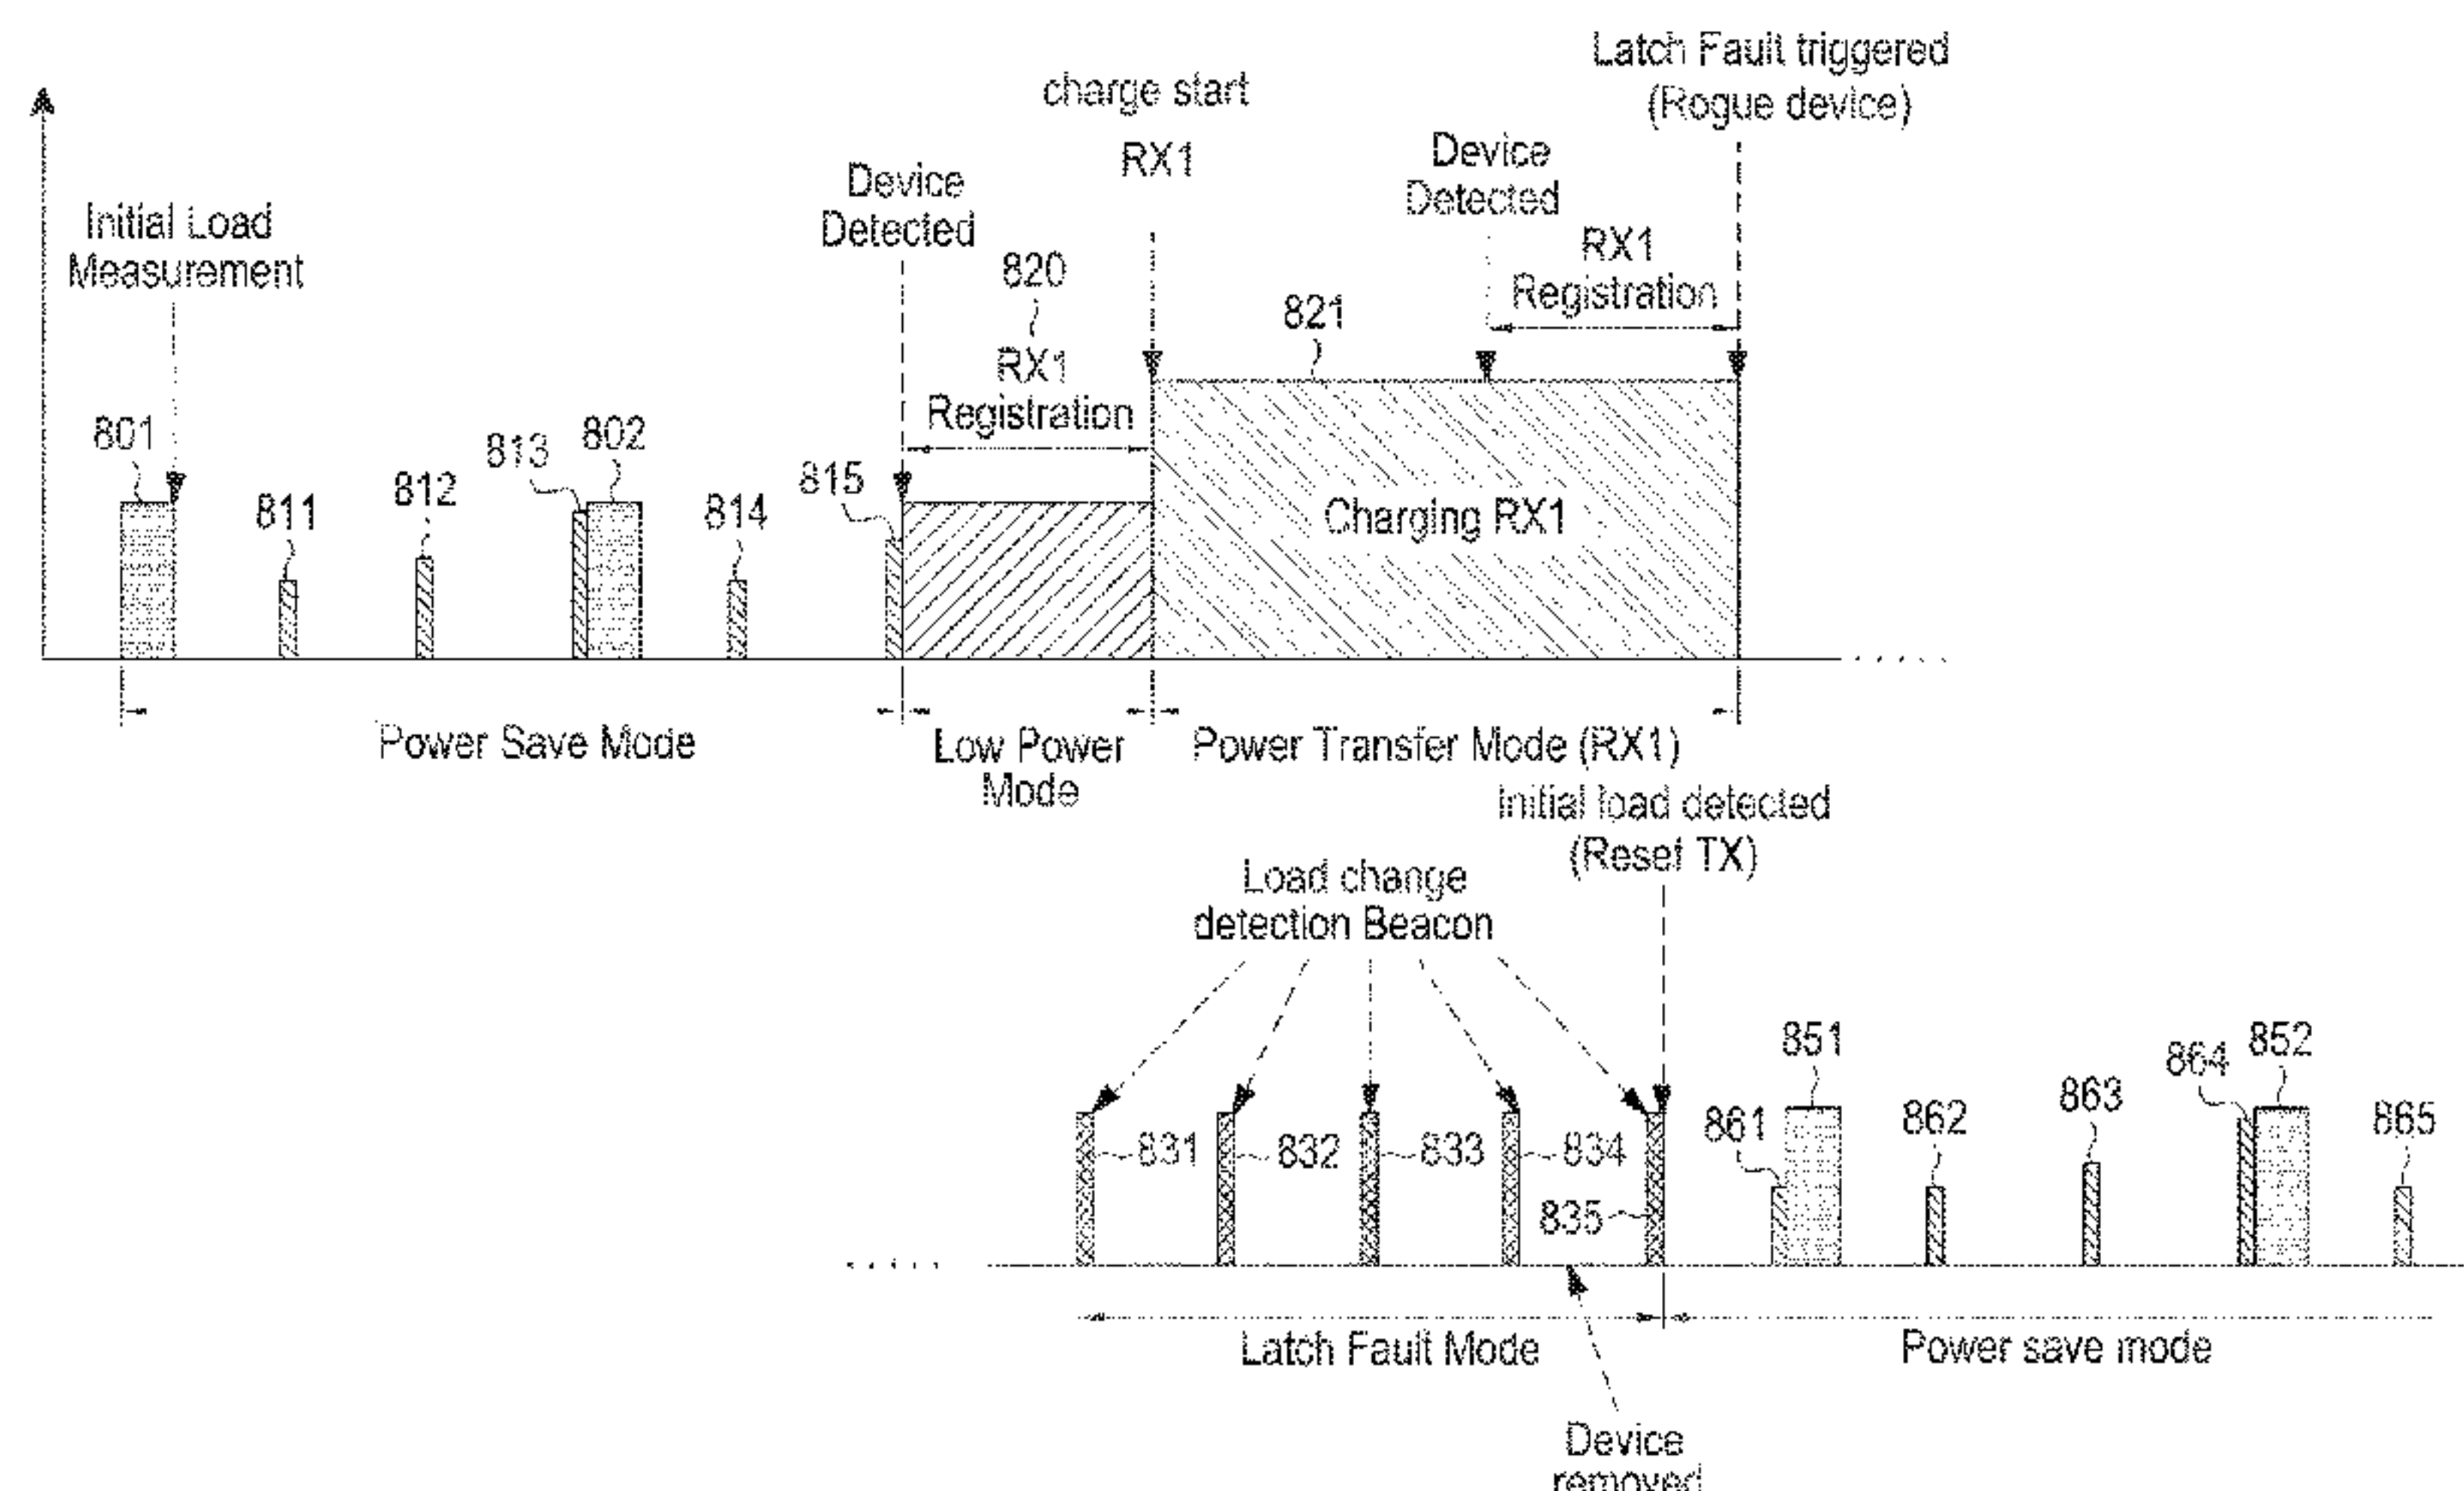 Latch Fault triggered
(Rogue device)
charge start
RX1
Device
Detected
Device
Detected
Initial Load
Measurement
RX1
Registration
820
RX1
Registration
821
801
811
812
813
802
814
815
Charging RX1
Power Save Mode
Low Power
Mode
Power Transfer Mode (RX1)
Initial load detected
(Reset TX)
Load change
detection Beacon
831
832
833
834
835
861
851
862
863
864
852
865
Latch Fault Mode
Power save mode
Device
removed